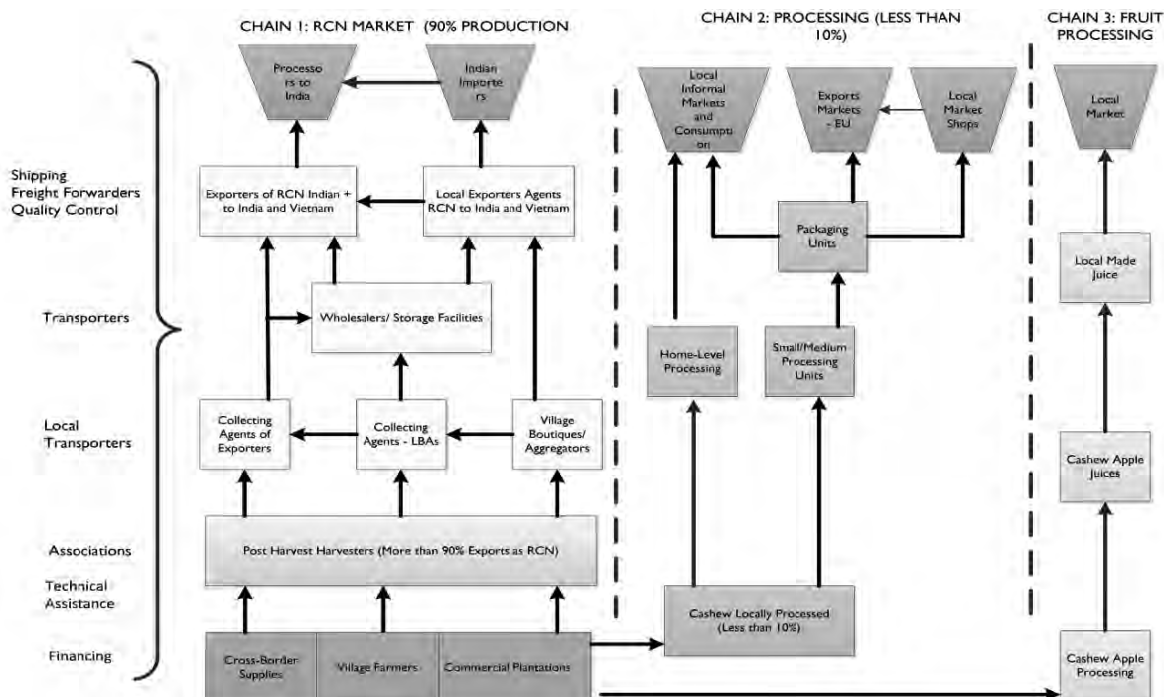 CHAIN 1: RCN MARKET (90% PRODUCTION
CHAIN 2: PROCESSING (LESS THAN
10%)
CHAIN 3: FRUIT
PROCESSING
Processo
rs to
India
Indian
Importe
rs
Local
Informal
Markets
and
Consumpti
on
Exports
Markets
- EU
Local
Market
Shops
Local
Market
Shipping
Freight Forwarders
Quality Control
Exporters of RCN Indian +
to India and Vietnam
Local Exporters Agents
RCN to India and Vietnam
Packaging
Units
Local Made
Juice
Transporters
Wholesalers/ Storage Facilities
Home-Level
Processing
Small/Medium
Processing
Units
Local
Transporters
Collecting
Agents of
Exporters
Collecting
Agents - LBAs
Village
Boutiques/
Aggregators
Cashew Apple
Juices
Associations
Post Harvest Harvesters (More than 90% Exports as RCN)
Technical
Assistance
Cashew Locally Processed
(Less than 10%)
Financing
Cross-Border
Supplies
Village Farmers
Commercial Plantations
Cashew Apple
Processing